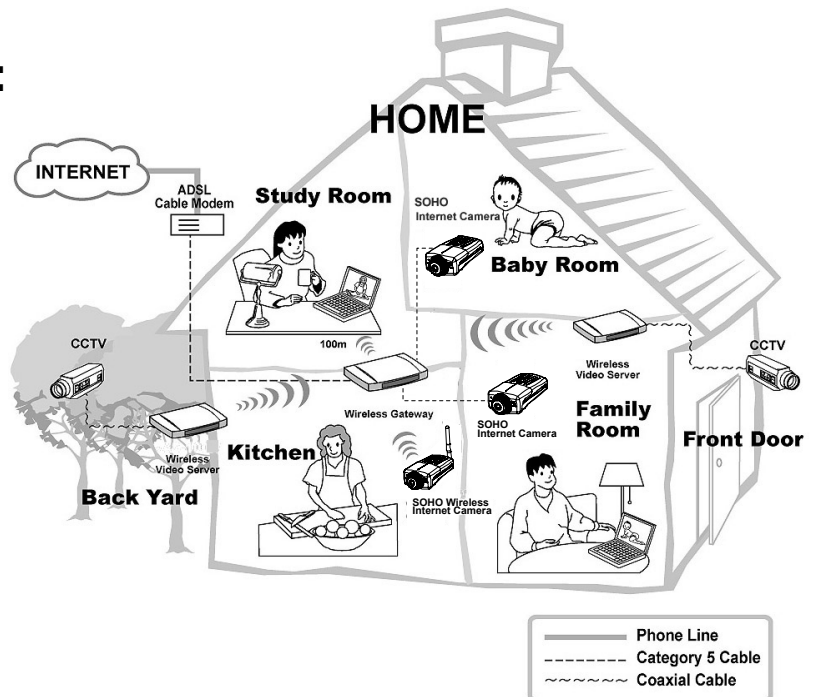 :
HOME
INTERNET
ADSL
Cable Modem
Study Room
SOHO
Internet Camera
Baby Room
100m
CCTV
Wireless Gateway
Wireless
Video Server
CCTV
SOHO
Internet Camera
Family
Room
Front Door
Kitchen
Wireless
Video Server
Back Yard
SOHO Wireless
Internet Camera
Phone Line
Category 5 Cable
Coaxial Cable